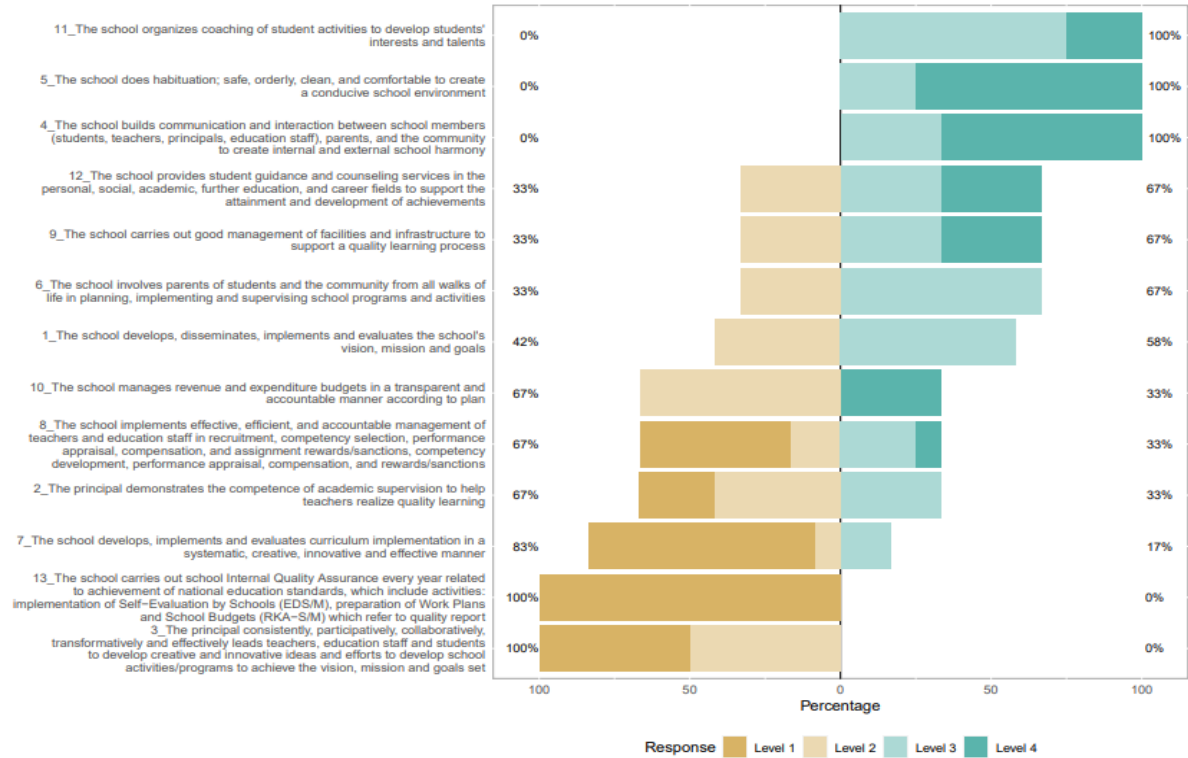 11_The school organizes coaching of student activities to develop students'
interests and talents
0%
100%
5_The school does habituation; safe, orderly, clean, and comfortable to create
a conducive school environment
0%
100%
4_The school builds communication and interaction between school members
(students, teachers, principals, education staff), parents, and the community
to create internal and external school harmony
0%
100%
12_The school provides student guidance and counseling services in the
personal, social, academic, further education, and career fields to support the
attainment and development of achievements
33%
67%
9_The school carries out good management of facilities and infrastructure to
support a quality learning process
33%
67%
6_The school involves parents of students and the community from all walks of
life in planning, implementing and supervising school programs and activities
33%
67%
1_The school develops, disseminates, implements and evaluates the school's
vision, mission and goals
42%
58%
10_The school manages revenue and expenditure budgets in a transparent and
accountable manner according to plan
67%
33%
8_The school implements effective, efficient, and accountable management of
teachers and education staff in recruitment, competency selection, performance
appraisal, compensation, and assignment rewards/sanctions, competency
development, performance appraisal, compensation, and rewards/sanctions
67%
33%
2_The principal demonstrates the competence of academic supervision to help
teachers realize quality learning
67%
33%
7_The school develops, implements and evaluates curriculum implementation in a
systematic, creative, innovative and effective manner
83%
17%
13_The school carries out school Internal Quality Assurance every year related
to achievement of national education standards, which include activities:
implementation of Self−Evaluation by Schools (EDS/M), preparation of Work Plans
and School Budgets (RKA−S/M) which refer to quality report
100%
0%
3_The principal consistently, participatively, collaboratively,
transformatively and effectively leads teachers, education staff and students
to develop creative and innovative ideas and efforts to develop school
activities/programs to achieve the vision, mission and goals set
100%
0%
100 50 0 50 100
Percentage
Response Level 1 Level 2 Level 3 Level 4